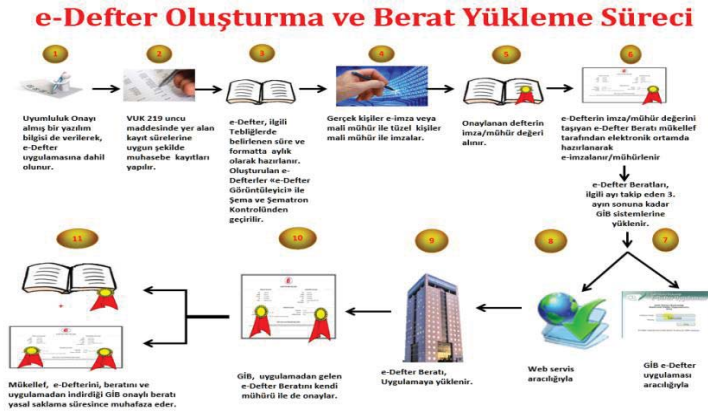 e-Defter Oluşturma ve Berat Yükleme Süreci
1
2
3
4
5
6
Uyumluluk Onayı
almış bir yazılım
bilgisi de verilerek,
e-Defter
uygulamasına dahil
olunur.
VUK 219 uncu
maddesinde yer alan
kayıt sürelerine
uygun şekilde
muhasebe kayıtları
yapılır.
e-Defter, ilgili
Tebliğlerde
belirlenen süre ve
formatta aylık
olarak hazırlanır.
Oluşturulan e-
Defterler «e-Defter
Görüntüleyici» ile
Şema ve Şematron
Kontrolünden
geçirilir.
Gerçek kişiler e-imza veya
mali mühür ile tüzel kişiler
mali mühür ile imzalar.
Onaylanan defterin
imza/mühür değeri
alınır.
e-Defterin imza/mühür değerini
taşıyan e-Defter Beratı mükellef
tarafından elektronik ortamda
hazırlanarak
e-imzalanır/mühürlenir
e-Defter Beratları,
ilgili ayı takip eden 3.
ayın sonuna kadar
GİB sistemlerine
yüklenir.
7
8
9
10
11
GİB e-Defter
uygulaması
aracılığıyla
Web servis
aracılığıyla
e-Defter Beratı,
Uygulamaya yüklenir.
GİB, uygulamadan gelen
e-Defter Beratını kendi
mühürü ile de onaylar.
Mükellef, e-Defterini, beratını ve
uygulamadan indirdiği GİB onaylı beratı
yasal saklama süresince muhafaza eder.